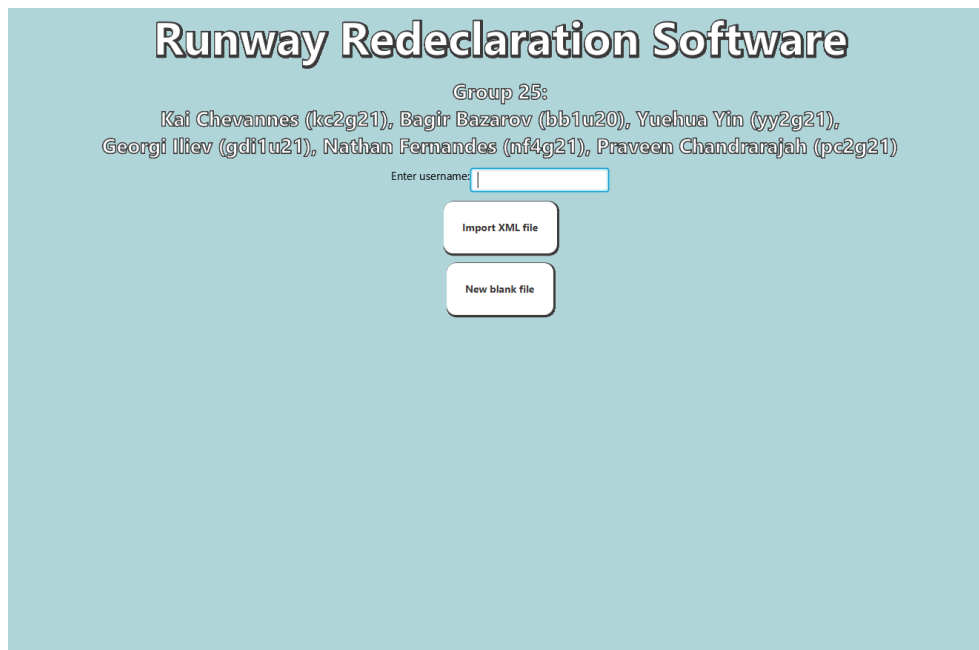 Runway Redeclaration Software
Group 25:
Kai Chevannes (kc2g21), Bagir Bazarov (bb1u20), Yuehua Yin (yy2g21),
Georgi Iliev (gdi1u21), Nathan Fernandes (nf4g21), Praveen Chandrarajah (pc2g21)
Enter username:
Import XML file
New blank file